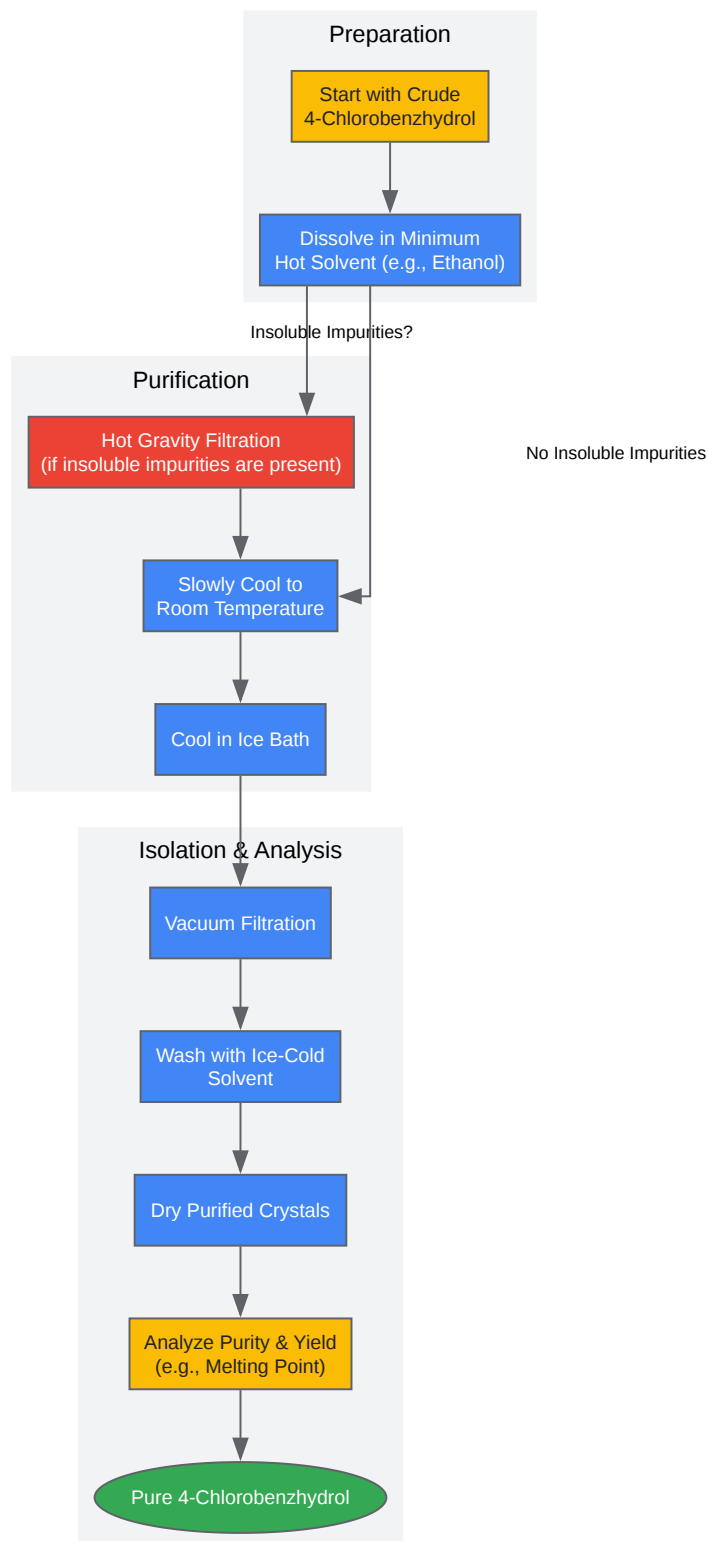 Preparation
Start with Crude
4-Chlorobenzhydrol
Dissolve in Minimum
Hot Solvent (e.g., Ethanol)
Insoluble Impurities?
Purification
Hot Gravity Filtration
(if insoluble impurities are present)
No Insoluble Impurities
Slowly Cool to
Room Temperature
Cool in Ice Bath
Isolation & Analysis
Vacuum Filtration
Wash with Ice-Cold
Solvent
Dry Purified Crystals
Analyze Purity & Yield
(e.g., Melting Point)
Pure 4-Chlorobenzhydrol